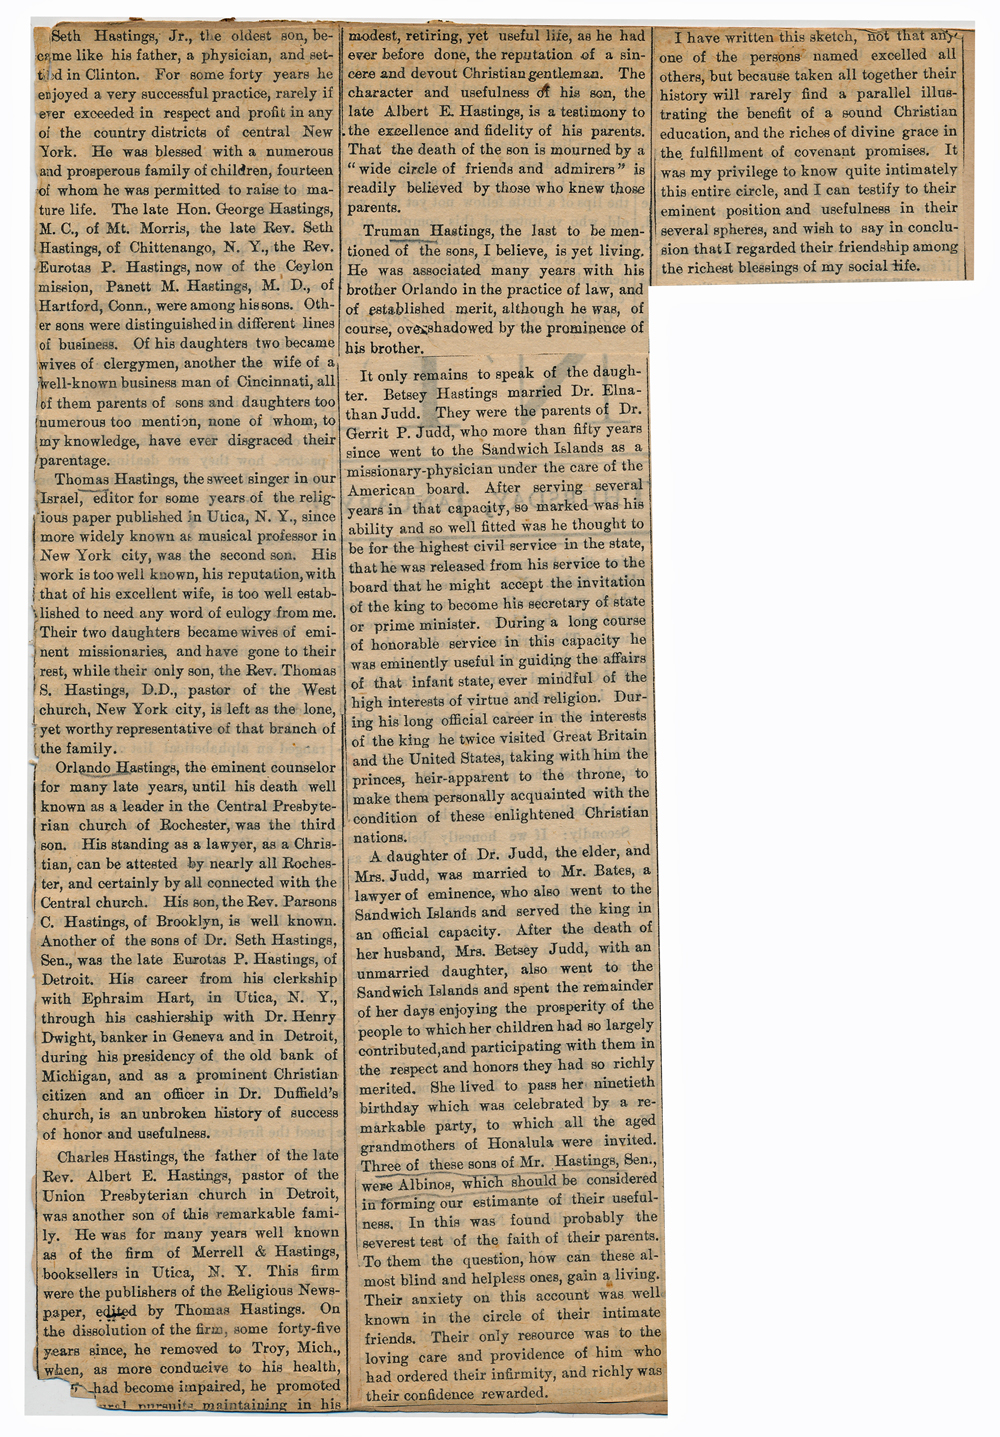 Seth Hastings, Jr., the oldest son, be-
came like his father, a physician, and set-
tled in Clinton. For some forty years he
enjoyed a very successful practice, rarely if
ever exceeded in respect and profit in any
of the country districts of central New
York. He was blessed with a numerous
and prosperous family of children, fourteen
of whom he was permitted to raise to ma-
ture life. The late Hon. George Hastings,
M. C., of Mt. Morris, the late Rev. Seth
Hastings, of Chittenango, N. Y., the Rev.
Eurotas P. Hastings, now of the Ceylon
mission, Panett M. Hastings, M. D., of
Hartford, Conn., were among his sons. Oth-
er sons were distinguished in different lines
of business. Of his daughters two became
wives of clergymen, another the wife of a
well-known business man of Cincinnati, all
of them parents of sons and daughters too
numerous too mention, none of whom, to
my knowledge, have ever disgraced their
parentage.
Thomas Hastings, the sweet singer in our
Israel, editor for some years of the relig-
ious paper published in Utica, N. Y., since
more widely known as musical professor in
New York city, was the second son. His
work is too well known, his reputation, with
that of his excellent wife, is too well estab-
lished to need any word of eulogy from me.
Their two daughters became wives of emi-
nent missionaries, and have gone to their
rest, while their only son, the Rev. Thomas
S. Hastings, D.D., pastor of the West
church, New York city, is left as the lone,
yet worthy representative of that branch of
the family.
Orlando Hastings, the eminent counselor
for many late years, until his death well
known as a leader in the Central Presbyte-
rian church of Rochester, was the third
son. His standing as a lawyer, as a Chris-
tian, can be attested by nearly all Roches-
ter, and certainly by all connected with the
Central church. His son, the Rev. Parsons
C. Hastings, of Brooklyn, is well known.
Another of the sons of Dr. Seth Hastings,
Sen., was the late Eurotas P. Hastings, of
Detroit. His career from his clerkship
with Ephraim Hart, in Utica, N. Y.,
through his cashiership with Dr. Henry
Dwight, banker in Geneva and in Detroit,
during his presidency of the old bank of
Michigan, and as a prominent Christian
citizen and an officer in Dr. Duffield's
church, is an unbroken history of success
of honor and usefulness.
Charles Hastings, the father of the late
Rev. Albert E. Hastings, pastor of the
Union Presbyterian church in Detroit,
was another son of this remarkable fami-
ly. He was for many years well known
as of the firm of Merrell & Hastings,
booksellers in Utica, N. Y. This firm
were the publishers of the Religious News-
paper, edited by Thomas Hastings. On
the dissolution of the firm, some forty-five
years since, he removed to Troy, Mich.,
when, as more conducive to his health,
had become impaired, he promoted
pursuits maintaining in his
modest, retiring, yet useful life, as he had
ever before done, the reputation of a sin-
cere and devout Christian gentleman. The
character and usefulness of his son, the
late Albert E. Hastings, is a testimony to
the excellence and fidelity of his parents.
That the death of the son is mourned by a
"wide circle of friends and admirers" is
readily believed by those who knew those
parents.
Truman Hastings, the last to be men-
tioned of the sons, I believe, is yet living.
He was associated many years with his
brother Orlando in the practice of law, and
of established merit, although he was, of
course, overshadowed by the prominence of
his brother.
It only remains to speak of the daugh-
ter. Betsey Hastings married Dr. Elna-
than Judd. They were the parents of Dr.
Gerrit P. Judd, who more than fifty years
since went to the Sandwich Islands as a
missionary-physician under the care of the
American board. After serving several
years in that capacity, so marked was his
ability and so well fitted was he thought to
be for the highest civil service in the state,
that he was released from his service to the
board that he might accept the invitation
of the king to become his secretary of state
or prime minister. During a long course
of honorable service in this capacity he
was eminently useful in guiding the affairs
of that infant state, ever mindful of the
high interests of virtue and religion. Dur-
ing his long official career in the interests
of the king he twice visited Great Britain
and the United States, taking with him the
princes, heir-apparent to the throne, to
make them personally acquainted with the
condition of these enlightened Christian
nations.
A daughter of Dr. Judd, the elder, and
Mrs. Judd, was married to Mr. Bates, a
lawyer of eminence, who also went to the
Sandwich Islands and served the king in
an official capacity. After the death of
her husband, Mrs. Betsey Judd, with an
unmarried daughter, also went to the
Sandwich Islands and spent the remainder
of her days enjoying the prosperity of the
people to which her children had so largely
contributed, and participating with them in
the respect and honors they had so richly
merited. She lived to pass her ninetieth
birthday which was celebrated by a re-
markable party, to which all the aged
grandmothers of Honalula were invited.
Three of these sons of Mr. Hastings, Sen.,
were Albinos, which should be considered
in forming our estimante of their useful-
ness. In this was found probably the
severest test of the faith of their parents.
To them the question, how can these al-
most blind and helpless ones, gain a living.
Their anxiety on this account was well
known in the circle of their intimate
friends. Their only resource was to the
loving care and providence of him who
had ordered their infirmity, and richly was
their confidence rewarded.
I have written this sketch, not that any
one of the persons named excelled all
others, but because taken all together their
history will rarely find a parallel illus-
trating the benefit of a sound Christian
education, and the riches of divine grace in
the fulfillment of covenant promises. It
was my privilege to know quite intimately
this entire circle, and I can testify to their
eminent position and usefulness in their
several spheres, and wish to say in conclu-
sion that I regarded their friendship among
the richest blessings of my social life.